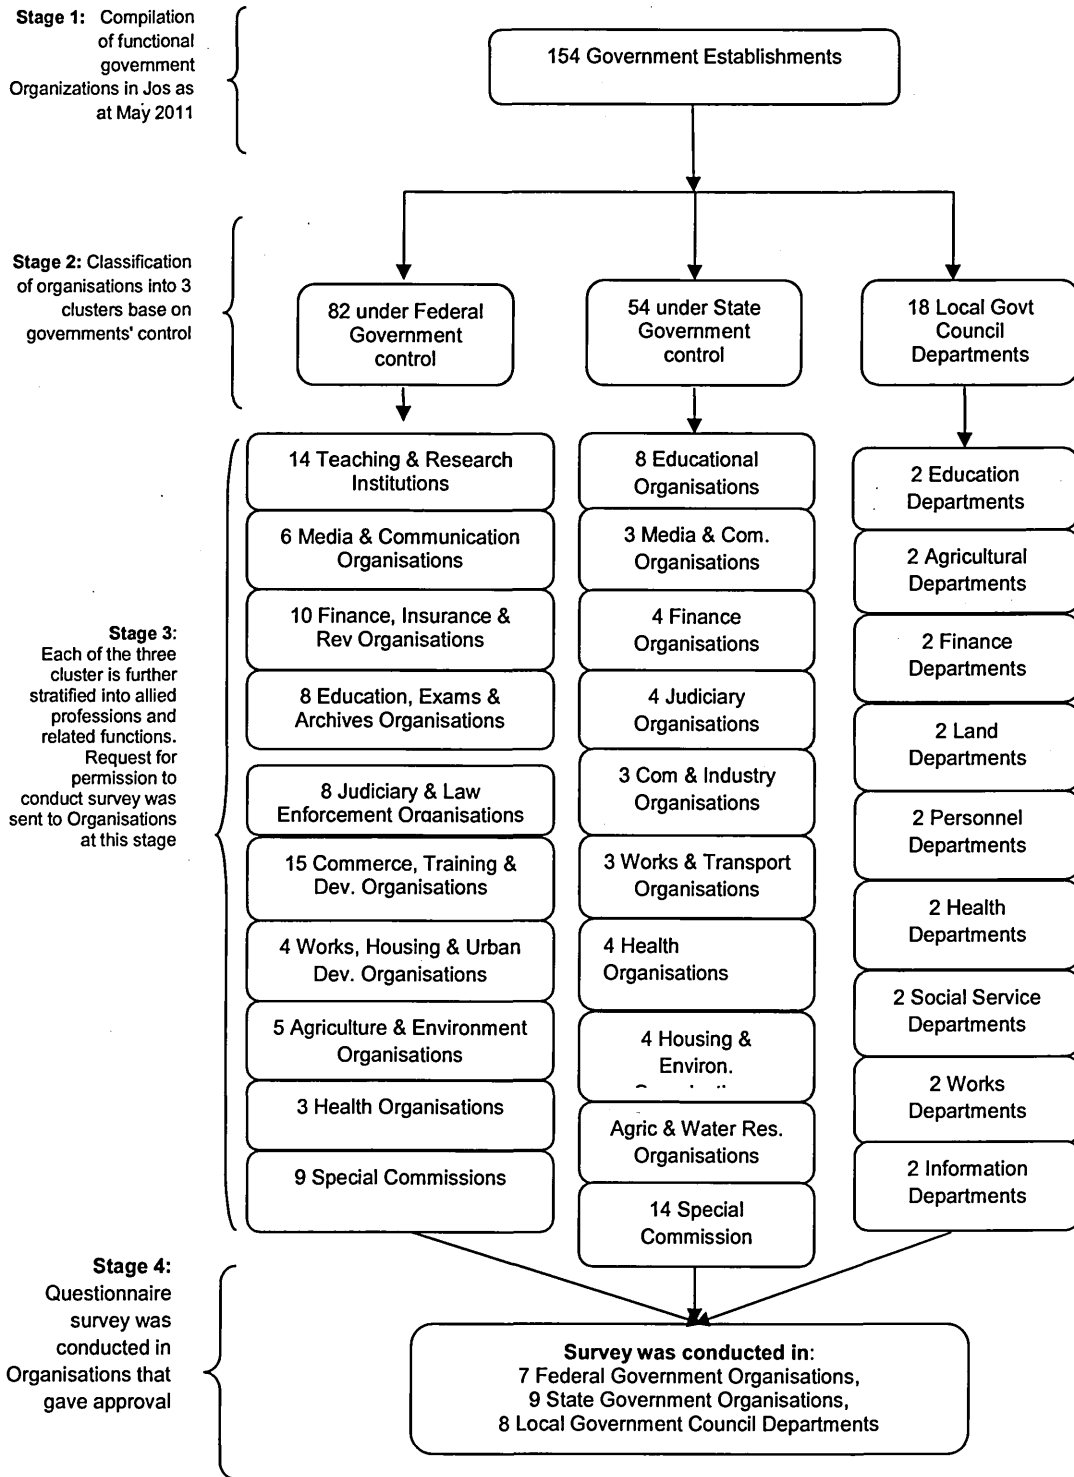 Stage 1: Compilation
of functional
government
Organizations in Jos as
at May 2011
154 Government Establishments
Stage 2: Classification
of organisations into 3
clusters base on
governments' control
82 under Federal
Government
control
54 under State
Government
control
18 Local Govt
Council
Departments
Stage 3:
Each of the three
cluster is further
stratified into allied
professions and
related functions.
Request for
permission to
conduct survey was
sent to Organisations
at this stage
14 Teaching & Research
Institutions
6 Media & Communication
Organisations
10 Finance, Insurance &
Rev Organisations
8 Education, Exams &
Archives Organisations
8 Judiciary & Law
Enforcement Organisations
15 Commerce, Training &
Dev. Organisations
4 Works, Housing & Urban
Dev. Organisations
5 Agriculture & Environment
Organisations
3 Health Organisations
9 Special Commissions
8 Educational
Organisations
3 Media & Com.
Organisations
4 Finance
Organisations
4 Judiciary
Organisations
3 Com & Industry
Organisations
3 Works & Transport
Organisations
4 Health
Organisations
4 Housing &
Environ.
Agric & Water Res.
Organisations
14 Special
Commission
2 Education
Departments
2 Agricultural
Departments
2 Finance
Departments
2 Land
Departments
2 Personnel
Departments
2 Health
Departments
2 Social Service
Departments
2 Works
Departments
2 Information
Departments
Stage 4:
Questionnaire
survey was
conducted in
Organisations that
gave approval
Survey was conducted in:
7 Federal Government Organisations,
9 State Government Organisations,
8 Local Government Council Departments